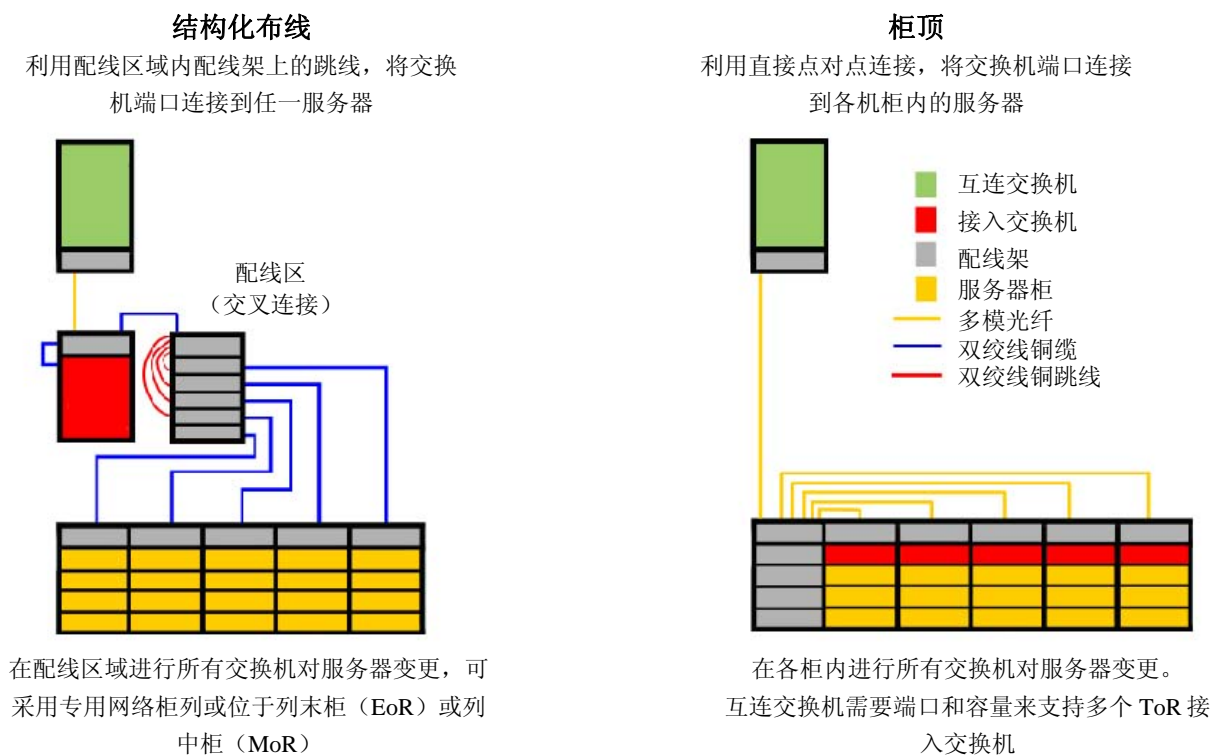 结构化布线
利用配线区域内配线架上的跳线，将交换
机端口连接到任一服务器
配线区
（交叉连接）
在配线区域进行所有交换机对服务器变更，可
采用专用网络柜列或位于列末柜（EoR）或列
中柜（MoR）
柜顶
利用直接点对点连接，将交换机端口连接
到各机柜内的服务器
互连交换机
接入交换机
配线架
服务器柜
多模光纤
双绞线铜缆
双绞线铜跳线
在各柜内进行所有交换机对服务器变更。
互连交换机需要端口和容量来支持多个 ToR 接
入交换机